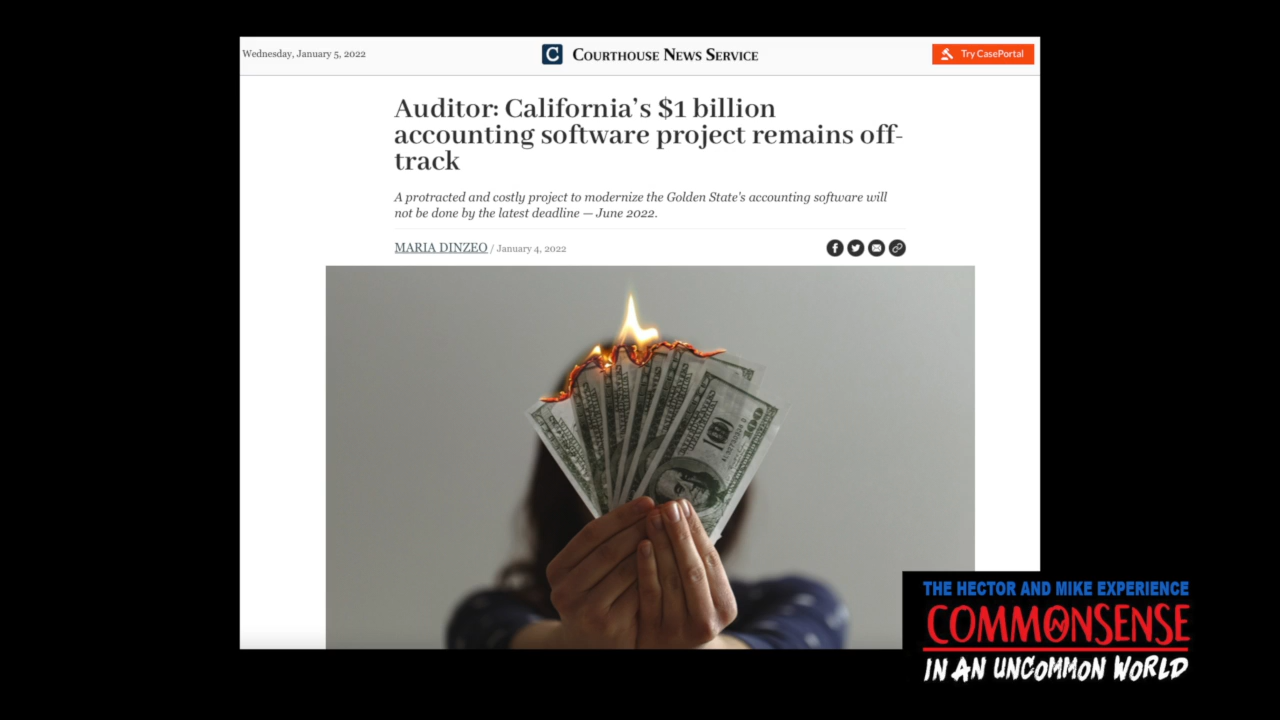 Wednesday, January 5, 2022
C COURTHOUSE NEWS SERVICE
Try CasePortal
Auditor: California's $1 billion
accounting software project remains off-
track
A protracted and costly project to modernize the Golden State's accounting software will
not be done by the latest deadline — June 2022.
MARIA DINZEO / January 4, 2022
100
THE HECTOR AND MIKE EXPERIENCE
COMMONSENSE
IN AN UNCOMMON WORLD